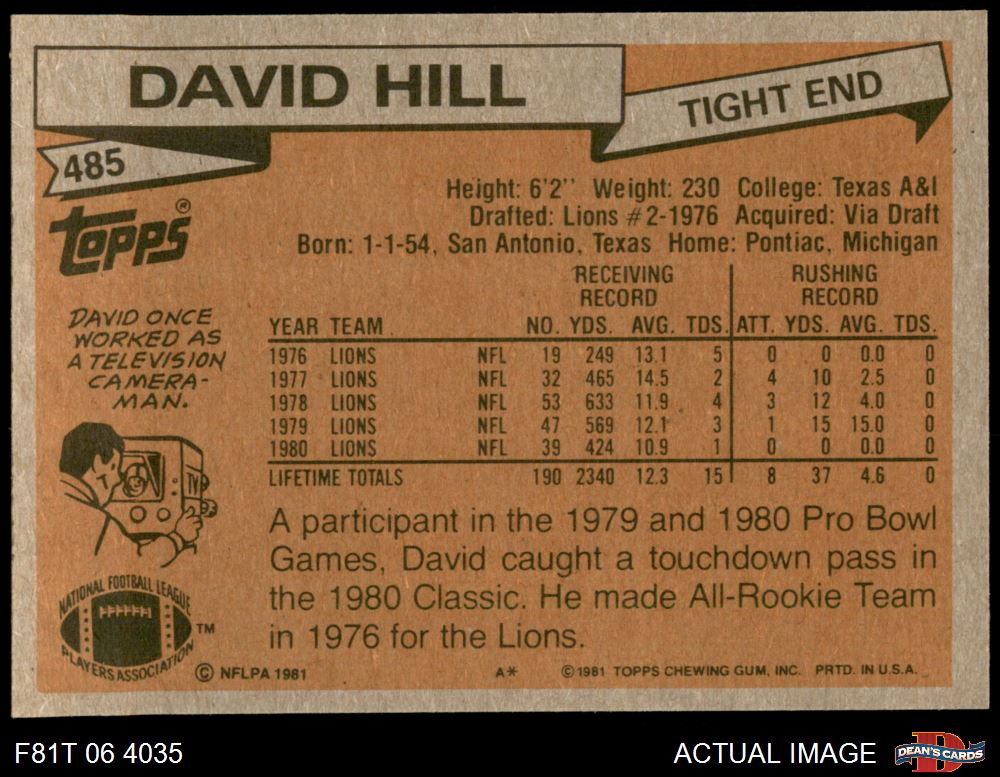 DAVID HILL
TIGHT END
485
TOPPS®
Height: 6'2" Weight: 230 College: Texas A&I
Drafted: Lions #2-1976 Acquired: Via Draft
Born: 1-1-54, San Antonio, Texas Home: Pontiac, Michigan
RECEIVING RECORD RUSHING RECORD
YEAR TEAM NO. YDS. AVG. TDS. ATT. YDS. AVG. TDS.
1976 LIONS NFL 19 249 13.1 5 0 0 0.0 0
1977 LIONS NFL 32 465 14.5 2 4 10 2.5 0
1978 LIONS NFL 53 633 11.9 4 3 12 4.0 0
1979 LIONS NFL 47 569 12.1 3 1 15 15.0 0
1980 LIONS NFL 39 424 10.9 1 0 0 0.0 0
LIFETIME TOTALS 190 2340 12.3 15 8 37 4.6 0
DAVID ONCE
WORKED AS
A TELEVISION
CAMERA-
MAN.
TV
A participant in the 1979 and 1980 Pro Bowl
Games, David caught a touchdown pass in
the 1980 Classic. He made All-Rookie Team
in 1976 for the Lions.
NATIONAL FOOTBALL LEAGUE
PLAYERS ASSOCIATION
TM
© NFLPA 1981 A* © 1981 TOPPS CHEWING GUM, INC. PRTD. IN U.S.A.
F81T 06 4035
ACTUAL IMAGE
D
DEAN'S CARDS